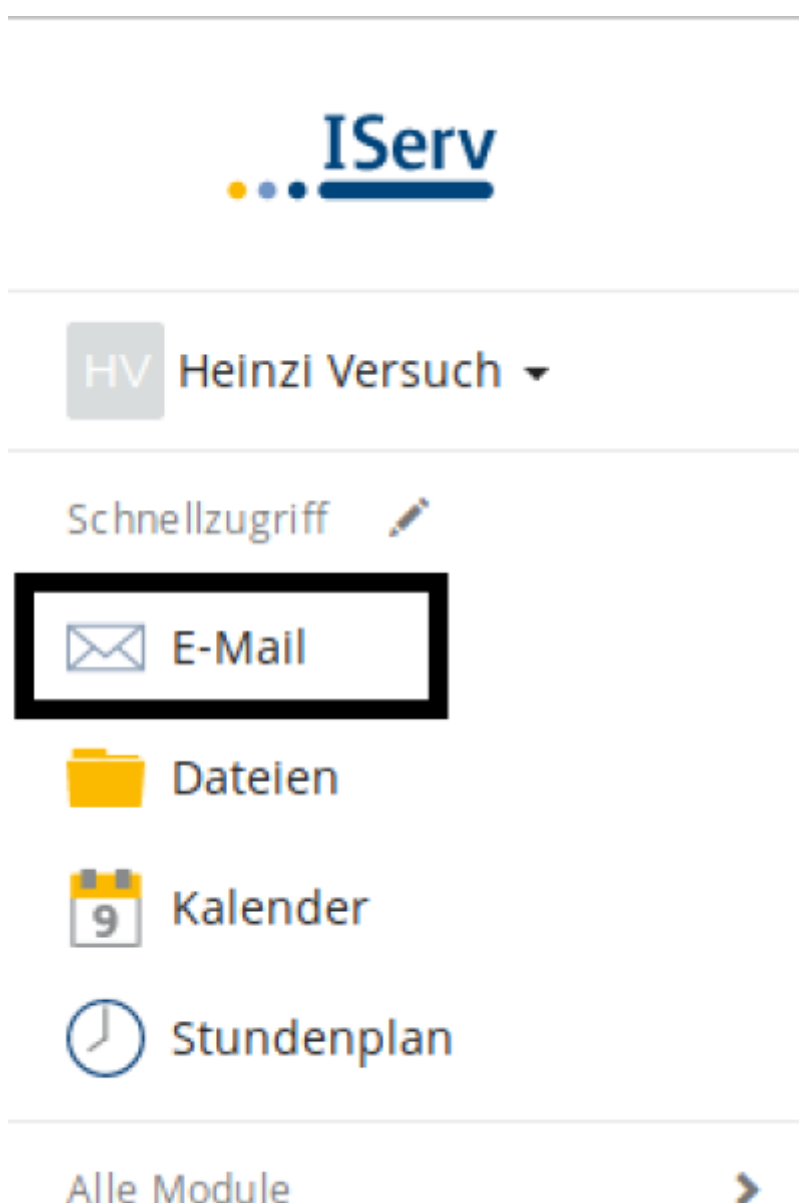 IServ
HV Heinzi Versuch
Schnellzugriff
E-Mail
Dateien
9 Kalender
Stundenplan
Alle Module